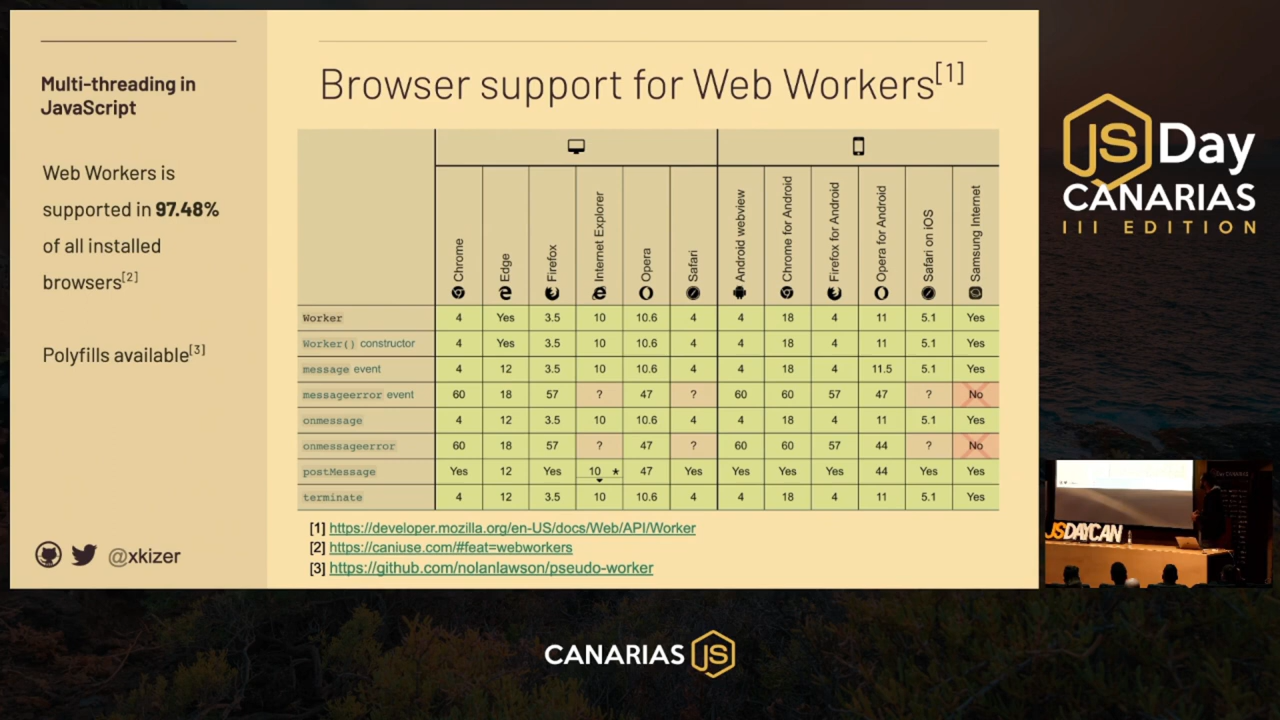 Multi-threading in
JavaScript
Web Workers is
supported in 97.48%
of all installed
browsers[2]
Polyfills available[3]
@xkizer
Browser support for Web Workers[1]
Chrome Edge Firefox Internet Explorer Opera Safari Android webview Chrome for Android Firefox for Android Opera for Android Safari on iOS Samsung Internet
Worker 4 Yes 3.5 10 10.6 4 4 18 4 11 5.1 Yes
Worker() constructor 4 Yes 3.5 10 10.6 4 4 18 4 11 5.1 Yes
message event 4 12 3.5 10 10.6 4 4 18 4 11.5 5.1 Yes
messageerror event 60 18 57 ? 47 ? 60 60 57 47 ? No
onmessage 4 12 3.5 10 10.6 4 4 18 4 11 5.1 Yes
onmessageerror 60 18 57 ? 47 ? 60 60 57 44 ? No
postMessage Yes 12 Yes 10 * 47 Yes Yes Yes Yes 44 Yes Yes
terminate 4 12 3.5 10 10.6 4 4 18 4 11 5.1 Yes
[1] https://developer.mozilla.org/en-US/docs/Web/API/Worker
[2] https://caniuse.com/#feat=webworkers
[3] https://github.com/nolanlawson/pseudo-worker
JS Day
CANARIAS
III EDITION
JSDAYCAN
CANARIAS JS